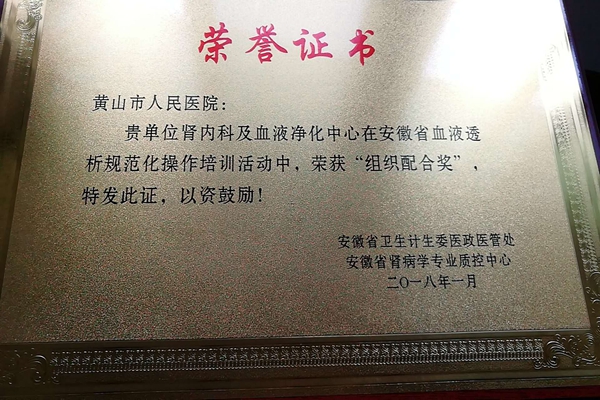 荣誉证书
黄山市人民医院：
贵单位肾内科及血液净化中心在安徽省血液透
析规范化操作培训活动中，荣获“组织配合奖”，
特发此证，以资鼓励！
安徽省卫生计生委医政医管处
安徽省肾病学专业质控中心
二〇一八年一月